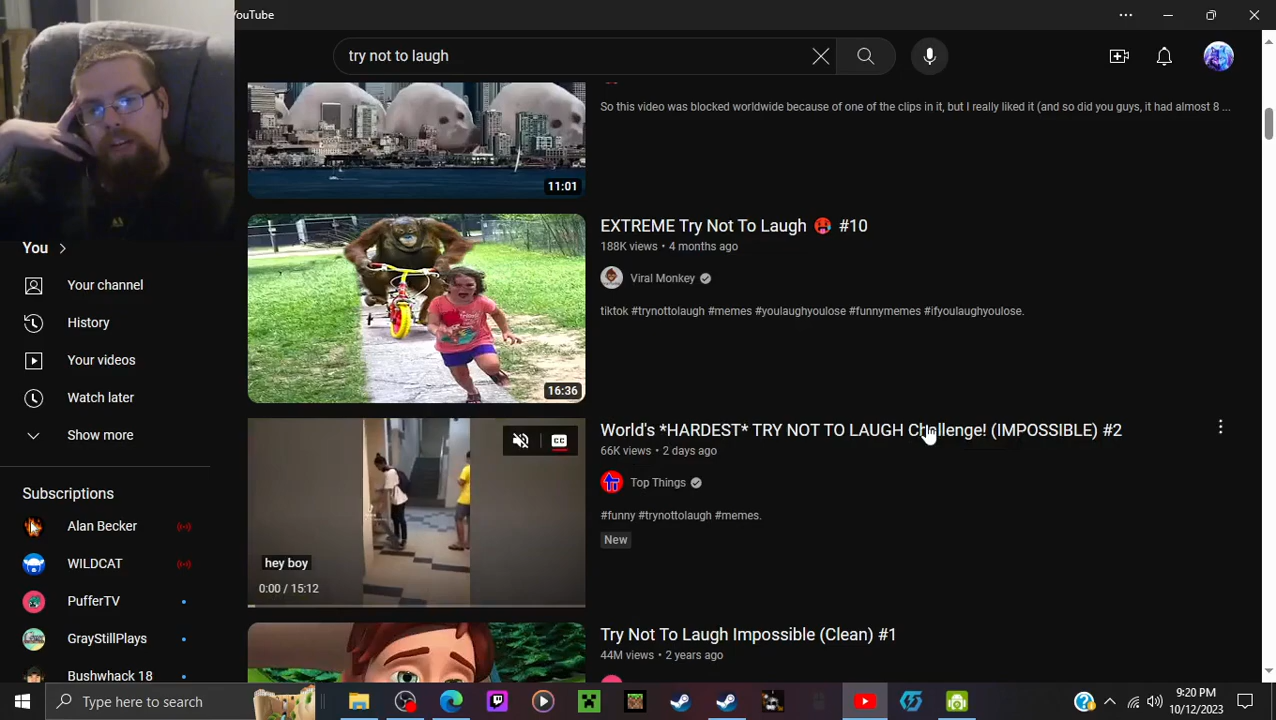 YouTube
try not to laugh
So this video was blocked worldwide because of one of the clips in it, but I really liked it (and so did you guys, it had almost 8 ...
11:01
EXTREME Try Not To Laugh 🥵 #10
188K views • 4 months ago
Viral Monkey
tiktok #trynottolaugh #memes #youlaughyoulose #funnymemes #ifyoulaughyoulose.
16:36
You
Your channel
History
Your videos
Watch later
Show more
Subscriptions
Alan Becker
WILDCAT
PufferTV
GrayStillPlays
Bushwhack 18
World's *HARDEST* TRY NOT TO LAUGH Challenge! (IMPOSSIBLE) #2
66K views • 2 days ago
Top Things
#funny #trynottolaugh #memes.
New
CC
hey boy
0:00 / 15:12
Try Not To Laugh Impossible (Clean) #1
44M views • 2 years ago
Type here to search
9:20 PM
10/12/2023